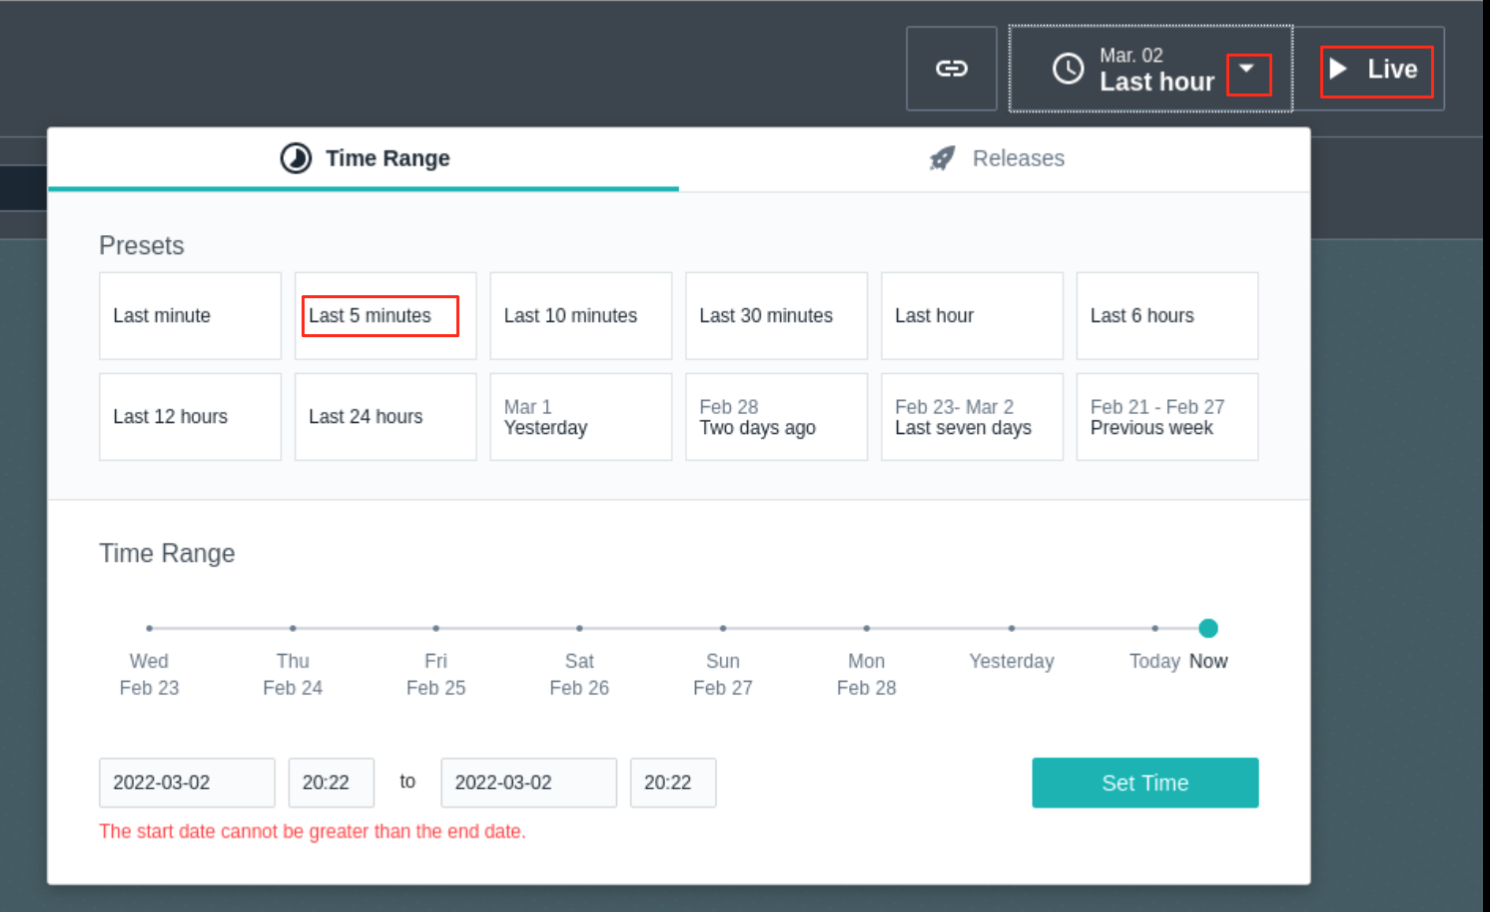 Mar. 02
Last hour
Live
Time Range
Releases
Presets
Last minute
Last 5 minutes
Last 10 minutes
Last 30 minutes
Last hour
Last 6 hours
Last 12 hours
Last 24 hours
Mar 1
Yesterday
Feb 28
Two days ago
Feb 23- Mar 2
Last seven days
Feb 21 - Feb 27
Previous week
Time Range
Wed
Feb 23
Thu
Feb 24
Fri
Feb 25
Sat
Feb 26
Sun
Feb 27
Mon
Feb 28
Yesterday
Today
Now
2022-03-02 20:22 to 2022-03-02 20:22
Set Time
The start date cannot be greater than the end date.